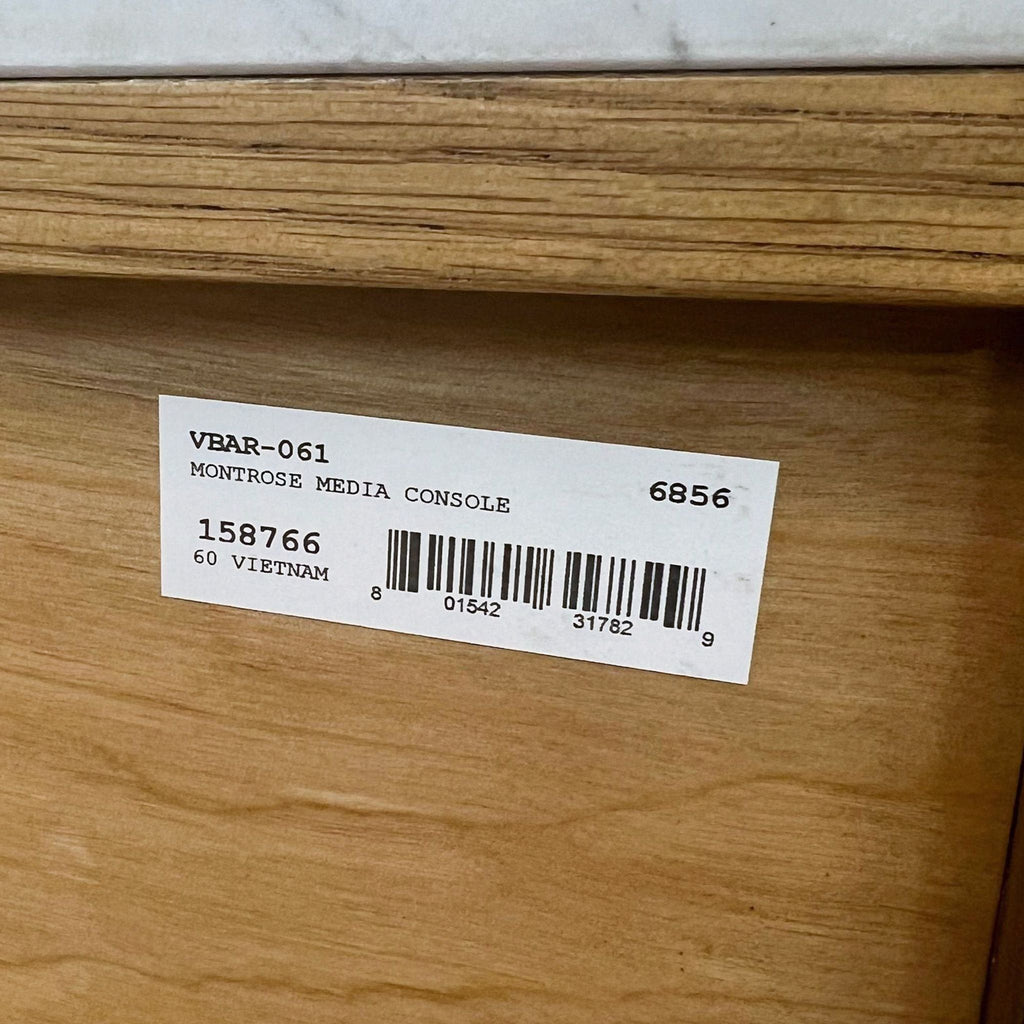 VBAR-061
MONTROSE MEDIA CONSOLE
6856
158766
60 VIETNAM
8 01542 31782 9